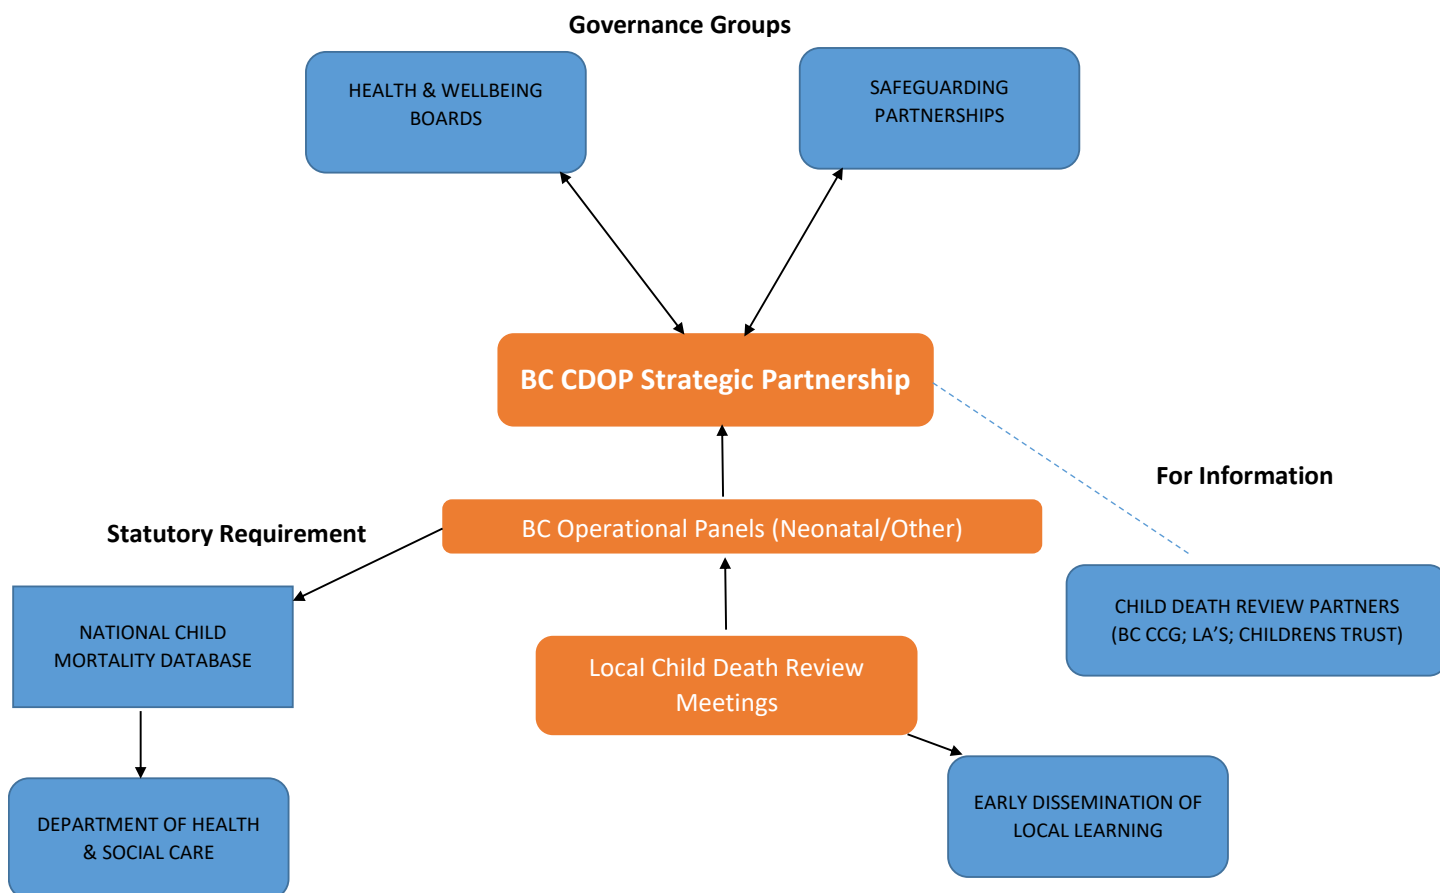 Governance Groups
HEALTH & WELLBEING
BOARDS
SAFEGUARDING
PARTNERSHIPS
BC CDOP Strategic Partnership
For Information
BC Operational Panels (Neonatal/Other)
Statutory Requirement
CHILD DEATH REVIEW PARTNERS
(BC CCG; LA’S; CHILDRENS TRUST)
NATIONAL CHILD
MORTALITY DATABASE
Local Child Death Review
Meetings
EARLY DISSEMINATION OF
LOCAL LEARNING
DEPARTMENT OF HEALTH
& SOCIAL CARE